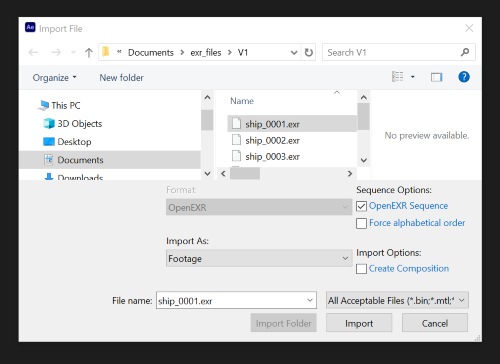 Ae Import File
« Documents › exr_files › V1
Search V1
Organize
New folder
?
This PC
3D Objects
Desktop
Documents
Downloads
Name
ship_0001.exr
ship_0002.exr
ship_0003.exr
No preview available.
Format:
OpenEXR
Import As:
Footage
Sequence Options:
OpenEXR Sequence
Force alphabetical order
Import Options:
Create Composition
File name:
ship_0001.exr
All Acceptable Files (*.bin;*.mtl;*
Import Folder
Import
Cancel